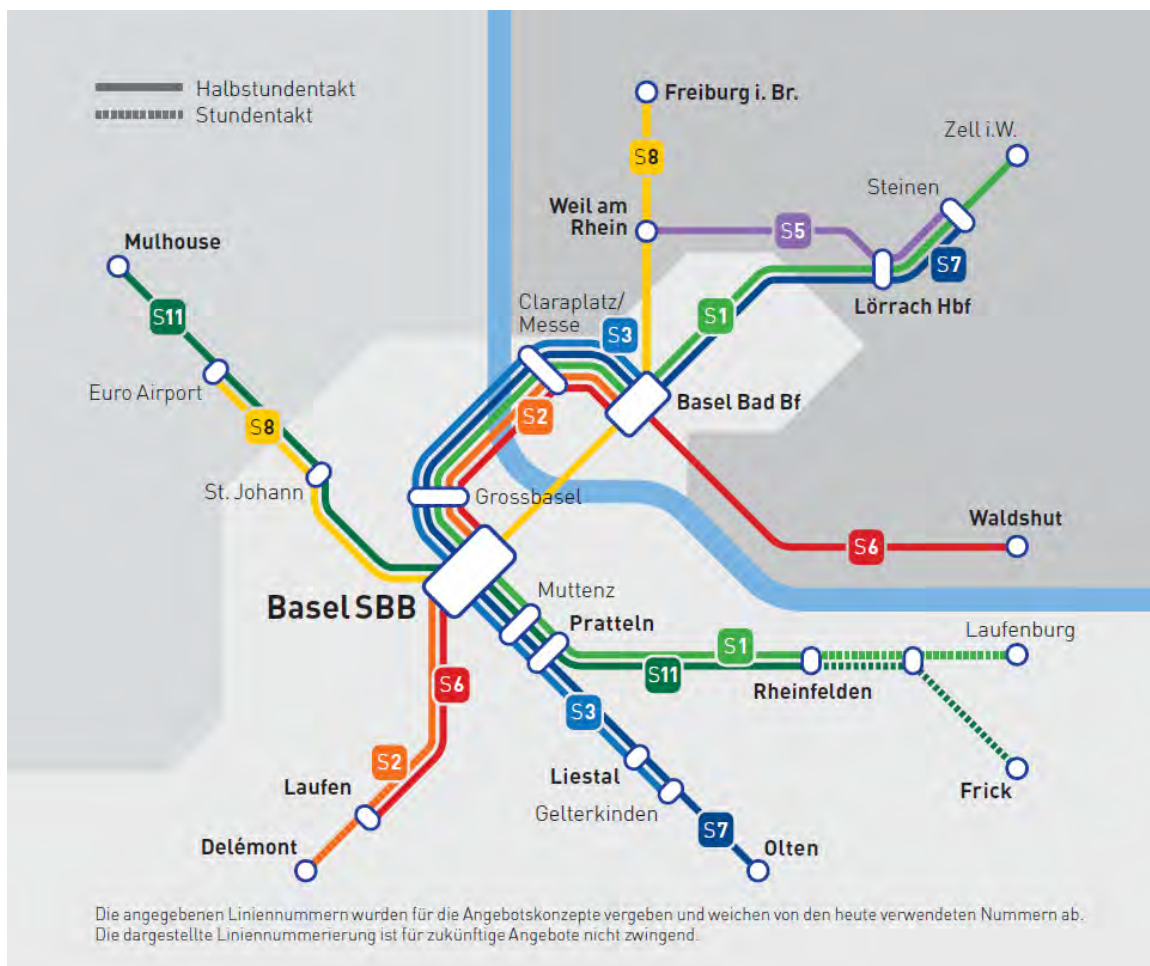 Halbstundentakt
Stundentakt
Freiburg i. Br.
Zell i.W.
S8
Steinen
Weil am
Rhein
S5
S7
Mulhouse
Lörrach Hbf
S11
Claraplatz/
Messe
S3
S1
Euro Airport
Basel Bad Bf
S8
S2
St. Johann
Grossbasel
Waldshut
S6
Basel SBB
Muttenz
Pratteln
S1
Laufenburg
S6
S11
Rheinfelden
S3
S2
Laufen
Liestal
Frick
Gelterkinden
S7
Delémont
Olten
Die angegebenen Liniennummern wurden für die Angebotskonzepte vergeben und weichen von den heute verwendeten Nummern ab.
Die dargestellte Liniennummerierung ist für zukünftige Angebote nicht zwingend.